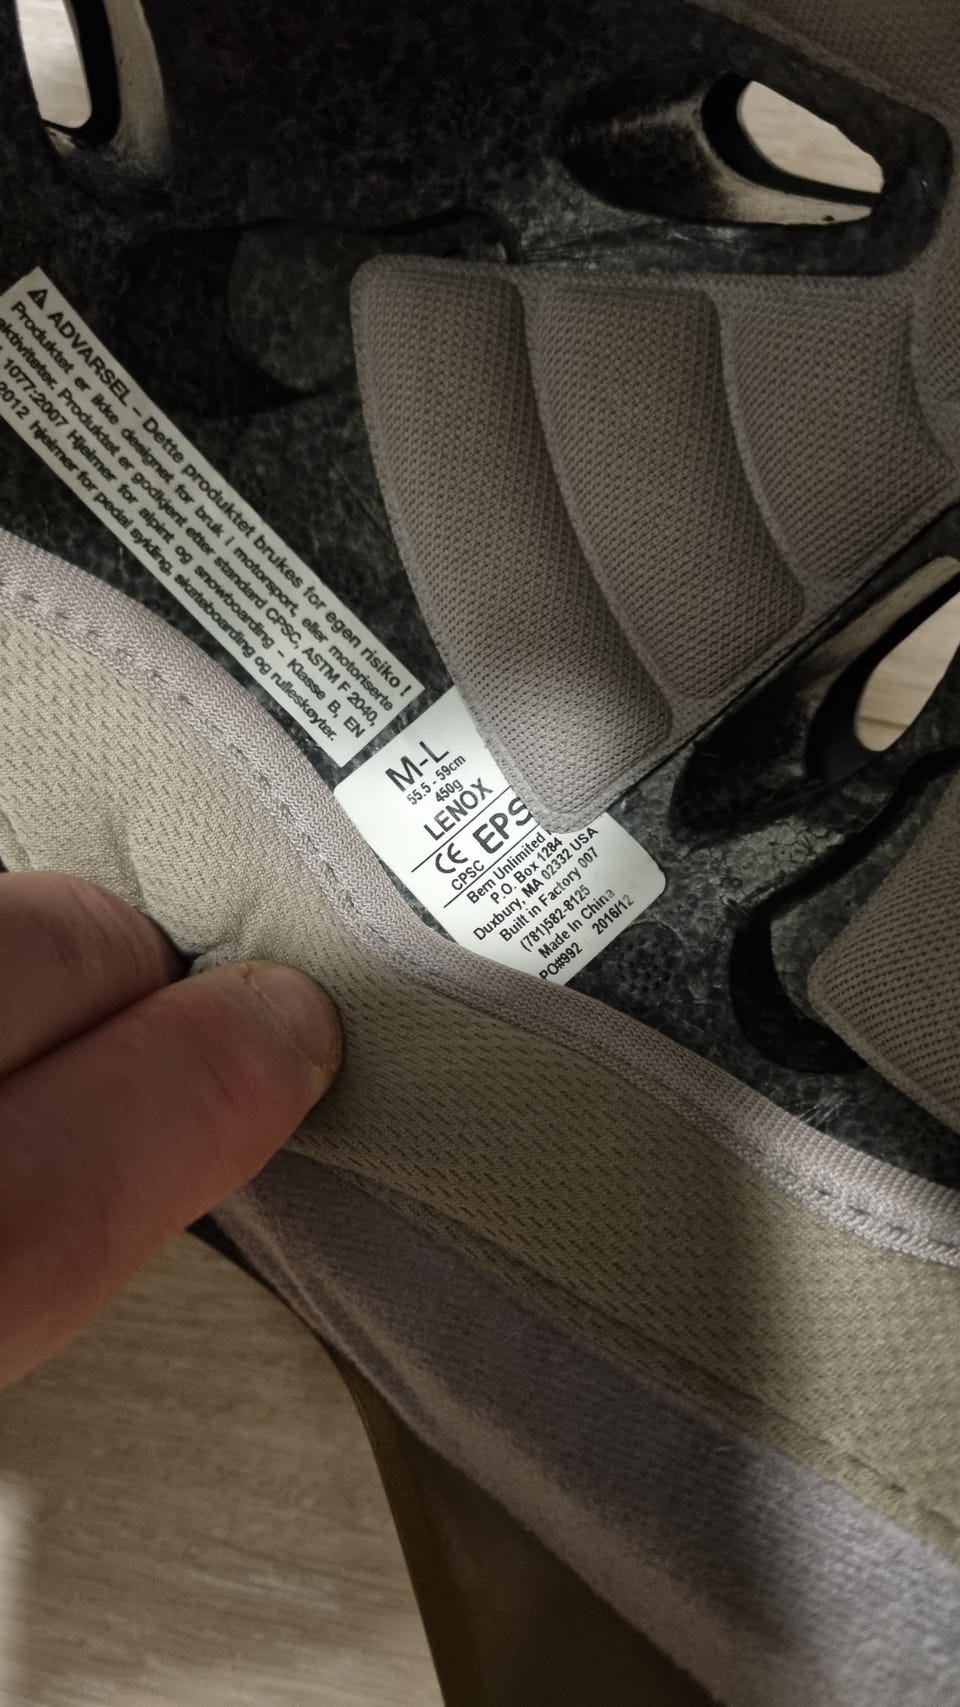 ⚠ ADVARSEL - Dette produktet brukes for egen risiko !
Produktet er ikke designet for bruk i motorsport, eller motoriserte
aktiviteter. Produktet er godkjent etter standard CPSC, ASTM F 2040,
1077:2007 Hjelmer for alpint og snowboarding - Klasse B, EN
2012 hjelmer for pedal sykling, skateboarding og rulleskøyter.
M-L
55.5 - 59cm
450g
LENOX
CE EPS
CPSC
Bern Unlimited
P.O. Box 1284
Duxbury, MA 02332 USA
Built in Factory 007
(781)582-8125
Made In China
PO#992 2016/12